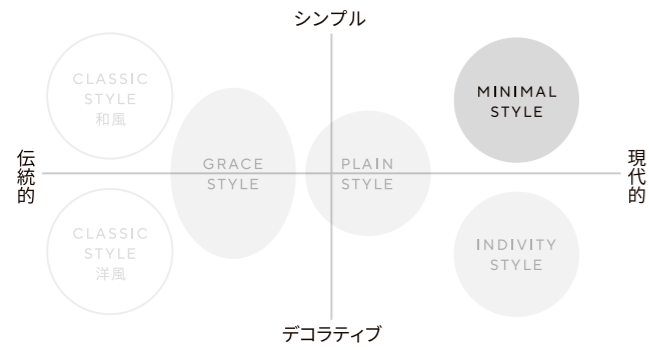 シンプル
CLASSIC
STYLE
和風
MINIMAL
STYLE
GRACE
STYLE
PLAIN
STYLE
伝統的
現代的
CLASSIC
STYLE
洋風
INDIVITY
STYLE
デコラティブ